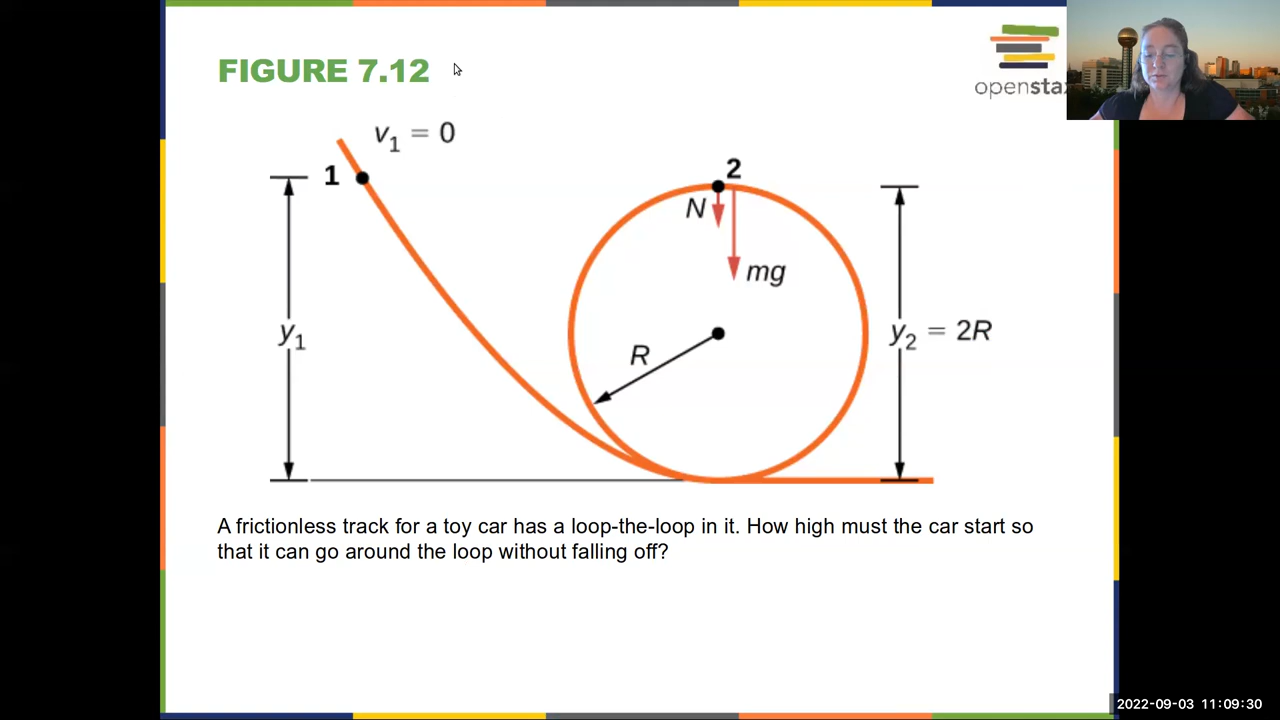 FIGURE 7.12
openstax
v₁ = 0
1
2
N
mg
y₁
R
y₂ = 2R
A frictionless track for a toy car has a loop-the-loop in it. How high must the car start so
that it can go around the loop without falling off?
2022-09-03 11:09:30